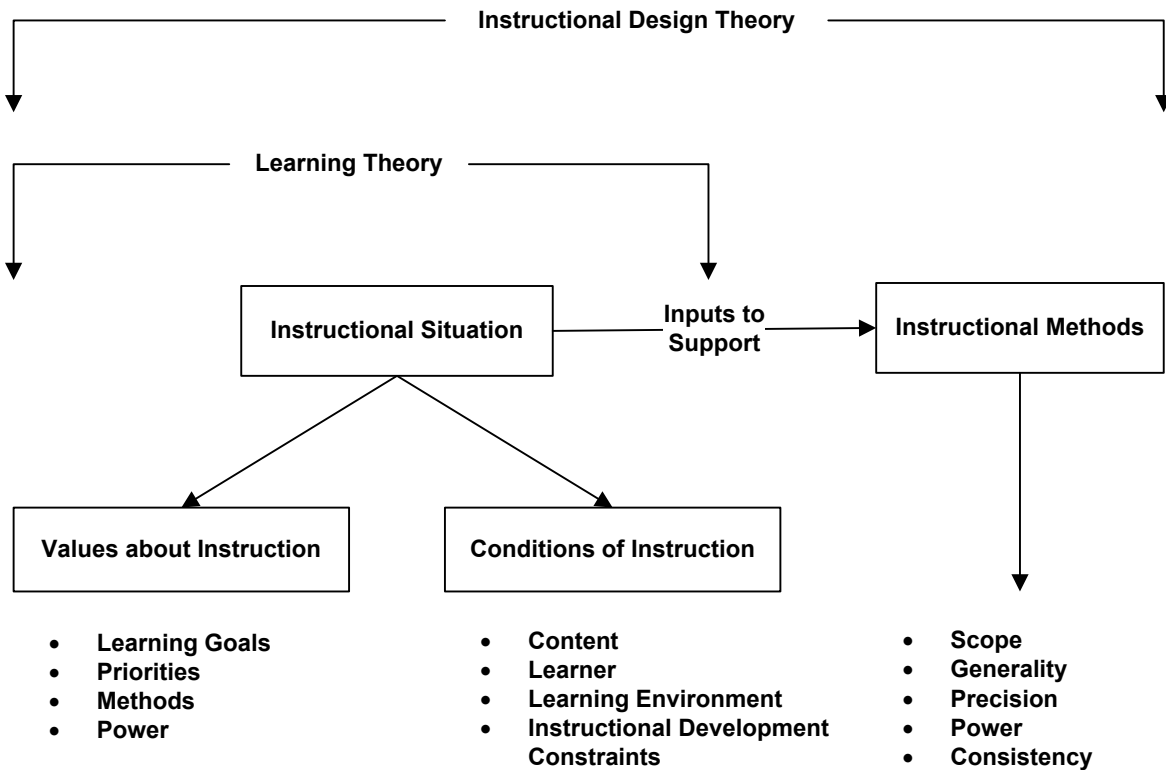 Instructional Design Theory
Learning Theory
Instructional Situation
Inputs to
Support
Instructional Methods
Values about Instruction
Conditions of Instruction
• Learning Goals
• Priorities
• Methods
• Power
• Content
• Learner
• Learning Environment
• Instructional Development
Constraints
• Scope
• Generality
• Precision
• Power
• Consistency